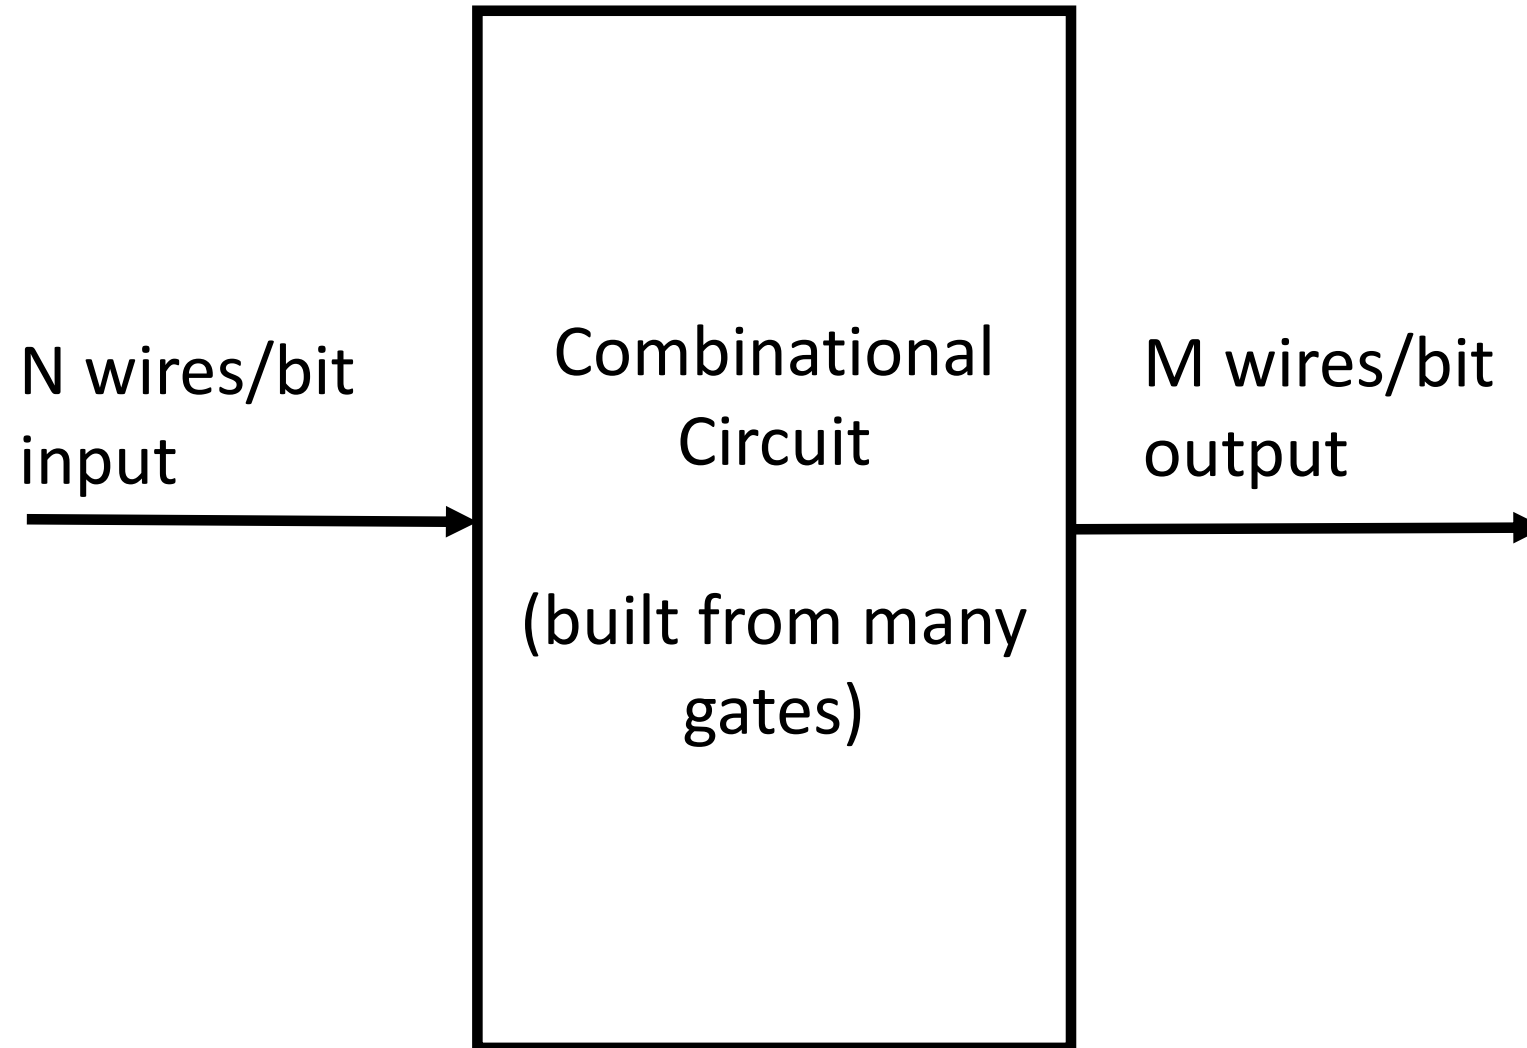 N wires/bit
input
Combinational
Circuit
(built from many
gates)
M wires/bit
output